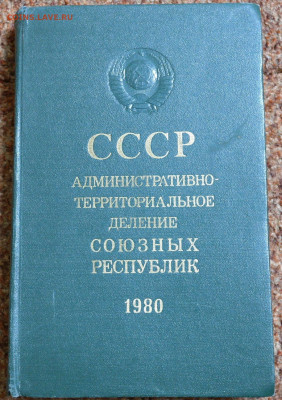 СССР
АДМИНИСТРАТИВНО-
ТЕРРИТОРИАЛЬНОЕ
ДЕЛЕНИЕ
СОЮЗНЫХ
РЕСПУБЛИК
1980